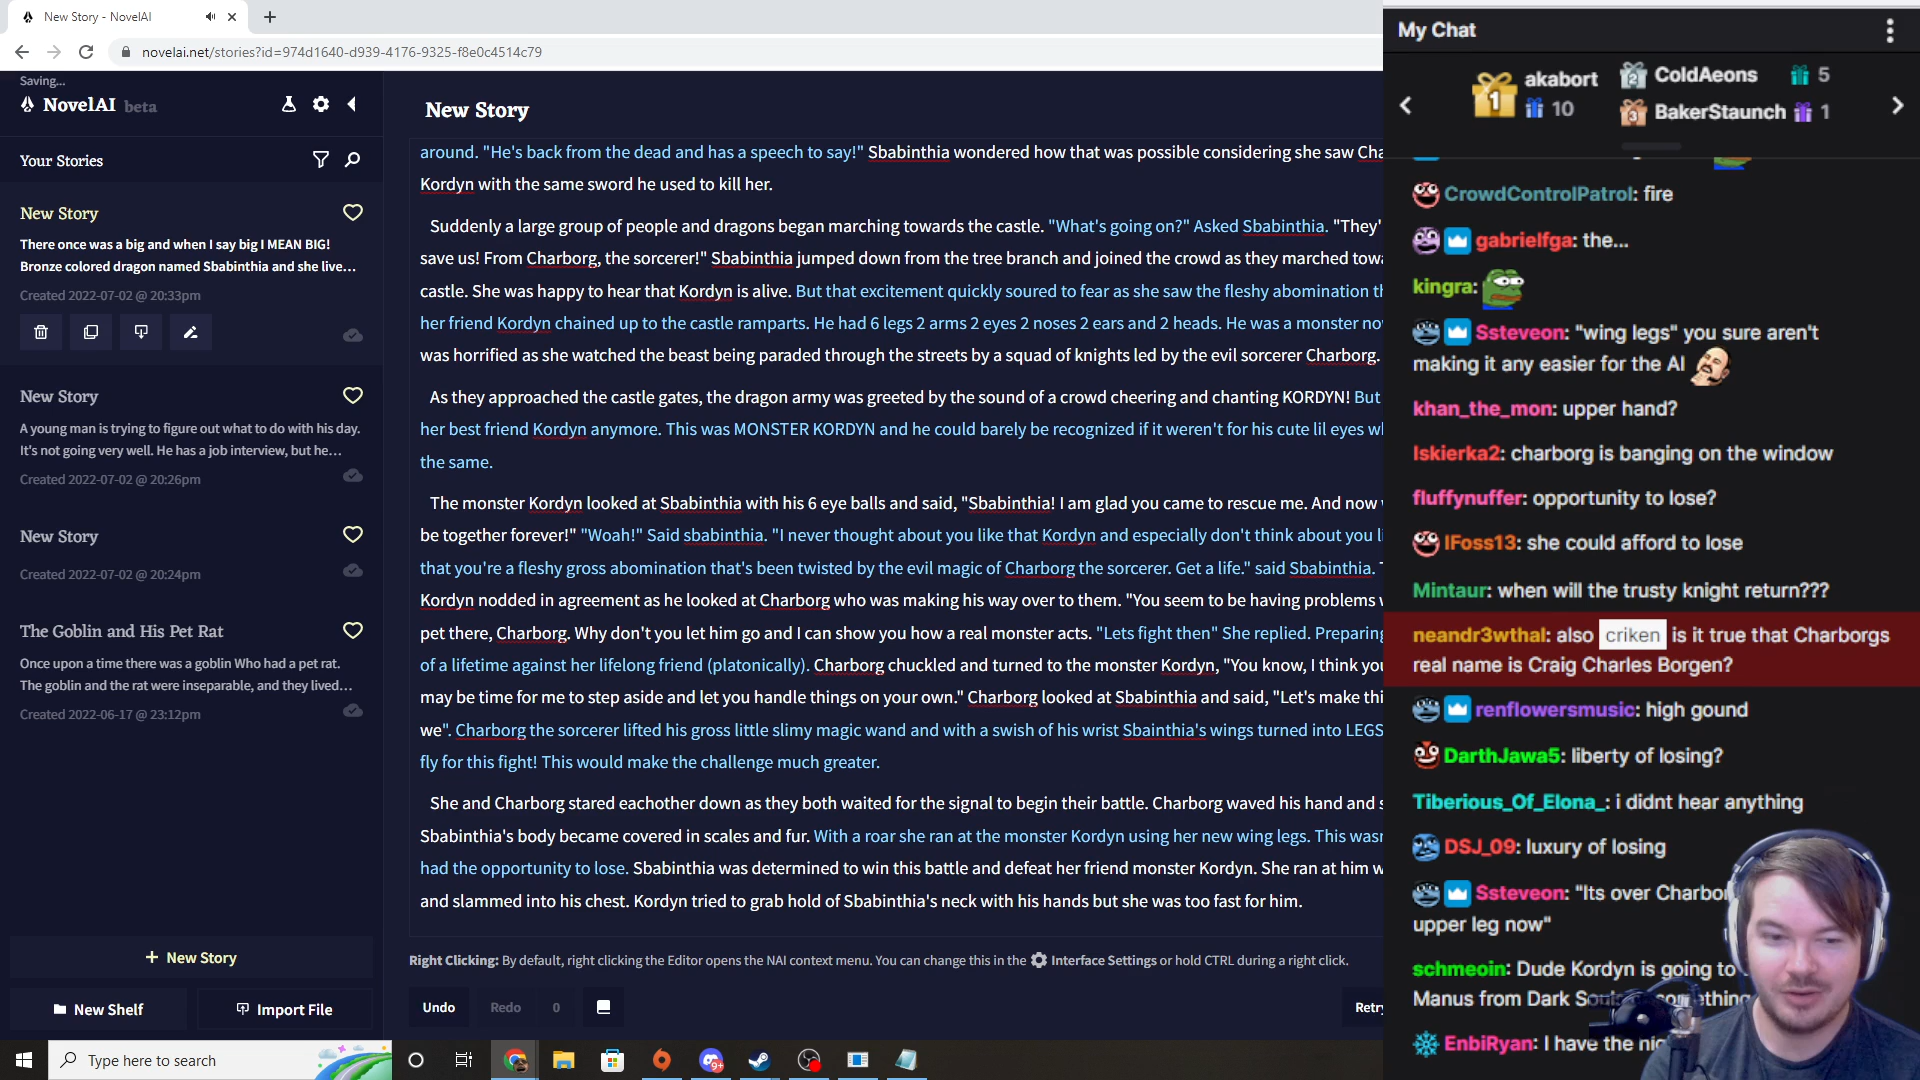 New Story - NovelAI
novelai.net/stories?id=974d1640-d939-4176-9325-f8e0c4514c79
Saving...
NovelAI beta
Your Stories
New Story
There once was a big and when I say big I MEAN BIG!
Bronze colored dragon named Sbabinthia and she live...
Created 2022-07-02 @ 20:33pm
New Story
A young man is trying to figure out what to do with his day.
It's not going very well. He has a job interview, but he...
Created 2022-07-02 @ 20:26pm
New Story
Created 2022-07-02 @ 20:24pm
The Goblin and His Pet Rat
Once upon a time there was a goblin Who had a pet rat.
The goblin and the rat were inseparable, and they lived...
Created 2022-06-17 @ 23:12pm
+ New Story
New Shelf
Import File
New Story
around. "He's back from the dead and has a speech to say!" Sbabinthia wondered how that was possible considering she saw
Kordyn with the same sword he used to kill her.
Suddenly a large group of people and dragons began marching towards the castle. "What's going on?" Asked Sbabinthia. "They'
save us! From Charborg, the sorcerer!" Sbabinthia jumped down from the tree branch and joined the crowd as they marched
castle. She was happy to hear that Kordyn is alive. But that excitement quickly soured to fear as she saw the fleshy abomination
her friend Kordyn chained up to the castle ramparts. He had 6 legs 2 arms 2 eyes 2 noses 2 ears and 2 heads. He was a monster
was horrified as she watched the beast being paraded through the streets by a squad of knights led by the evil sorcerer Charborg.
As they approached the castle gates, the dragon army was greeted by the sound of a crowd cheering and chanting KORDYN! But
her best friend Kordyn anymore. This was MONSTER KORDYN and he could barely be recognized if it weren't for his cute lil eyes
the same.
The monster Kordyn looked at Sbabinthia with his 6 eye balls and said, "Sbabinthia! I am glad you came to rescue me. And now
be together forever!" "Woah!" Said sbabinthia. "I never thought about you like that Kordyn and especially don't think about you
that you're a fleshy gross abomination that's been twisted by the evil magic of Charborg the sorcerer. Get a life." said Sbabinthia.
Kordyn nodded in agreement as he looked at Charborg who was making his way over to them. "You seem to be having problems
pet there, Charborg. Why don't you let him go and I can show you how a real monster acts. "Lets fight then" She replied. Preparing
of a lifetime against her lifelong friend (platonically). Charborg chuckled and turned to the monster Kordyn, "You know, I think
may be time for me to step aside and let you handle things on your own." Charborg looked at Sbabinthia and said, "Let's make
we". Charborg the sorcerer lifted his gross little slimy magic wand and with a swish of his wrist Sbainthia's wings turned into LEGS
fly for this fight! This would make the challenge much greater.
She and Charborg stared eachother down as they both waited for the signal to begin their battle. Charborg waved his hand and
Sbabinthia's body became covered in scales and fur. With a roar she ran at the monster Kordyn using her new wing legs. This
had the opportunity to lose. Sbabinthia was determined to win this battle and defeat her friend monster Kordyn. She ran at him
and slammed into his chest. Kordyn tried to grab hold of Sbabinthia's neck with his hands but she was too fast for him.
Right Clicking: By default, right clicking the Editor opens the NAI context menu. You can change this in the Interface Settings or hold CTRL during a right click.
Undo
Redo
0
Retry
Type here to search
9+
My Chat
1
akabort
10
2
ColdAeons
5
3
BakerStaunch
1
CrowdControlPatrol: fire
gabrielfga: the...
kingra:
Ssteveon: "wing legs" you sure aren't
making it any easier for the AI
khan_the_mon: upper hand?
Iskierka2: charborg is banging on the window
fluffynuffer: opportunity to lose?
IFoss13: she could afford to lose
Mintaur: when will the trusty knight return???
neandr3wthal: also criken is it true that Charborgs
real name is Craig Charles Borgen?
renflowersmusic: high gound
DarthJawa5: liberty of losing?
Tiberious_Of_Elona_: i didnt hear anything
DSJ_09: luxury of losing
Ssteveon: "Its over
upper leg now"
schmeoin: Dude Kordyn is going to
Manus from Dark
EnbiRyan: I have the